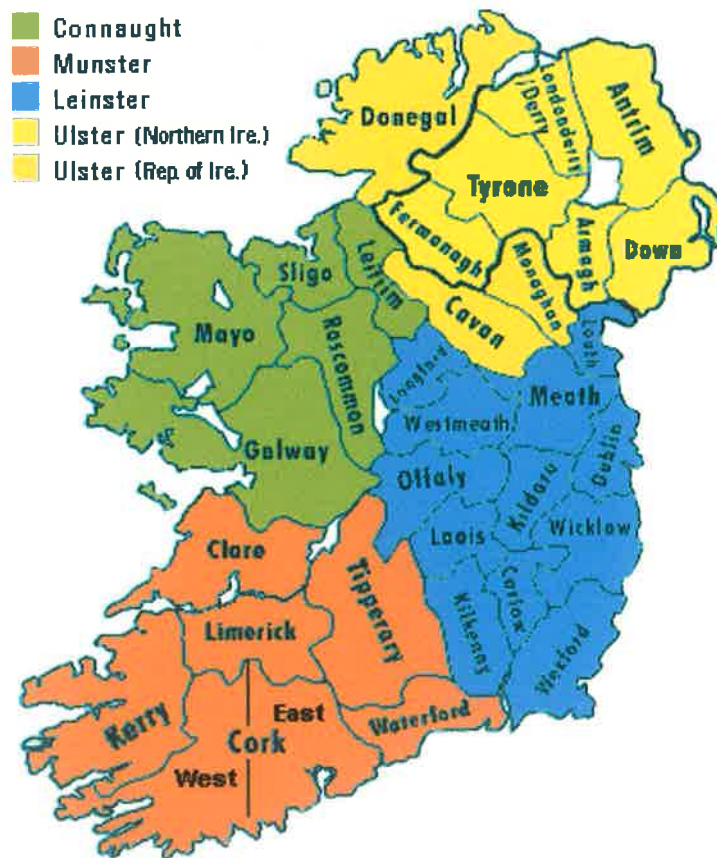 Connaught
Munster
Leinster
Ulster (Northern Ire.)
Ulster (Rep. of Ire.)
Donegal
Londonderry
/Derry
Antrim
Tyrone
Fermanagh
Armagh
Down
Monaghan
Cavan
Sligo
Leitrim
Mayo
Roscommon
Galway
Louth
Longford
Meath
Westmeath
Dublin
Offaly
Kildare
Laois
Wicklow
Carlow
Kilkenny
Wexford
Clare
Tipperary
Limerick
Kerry
East
Cork
West
Waterford